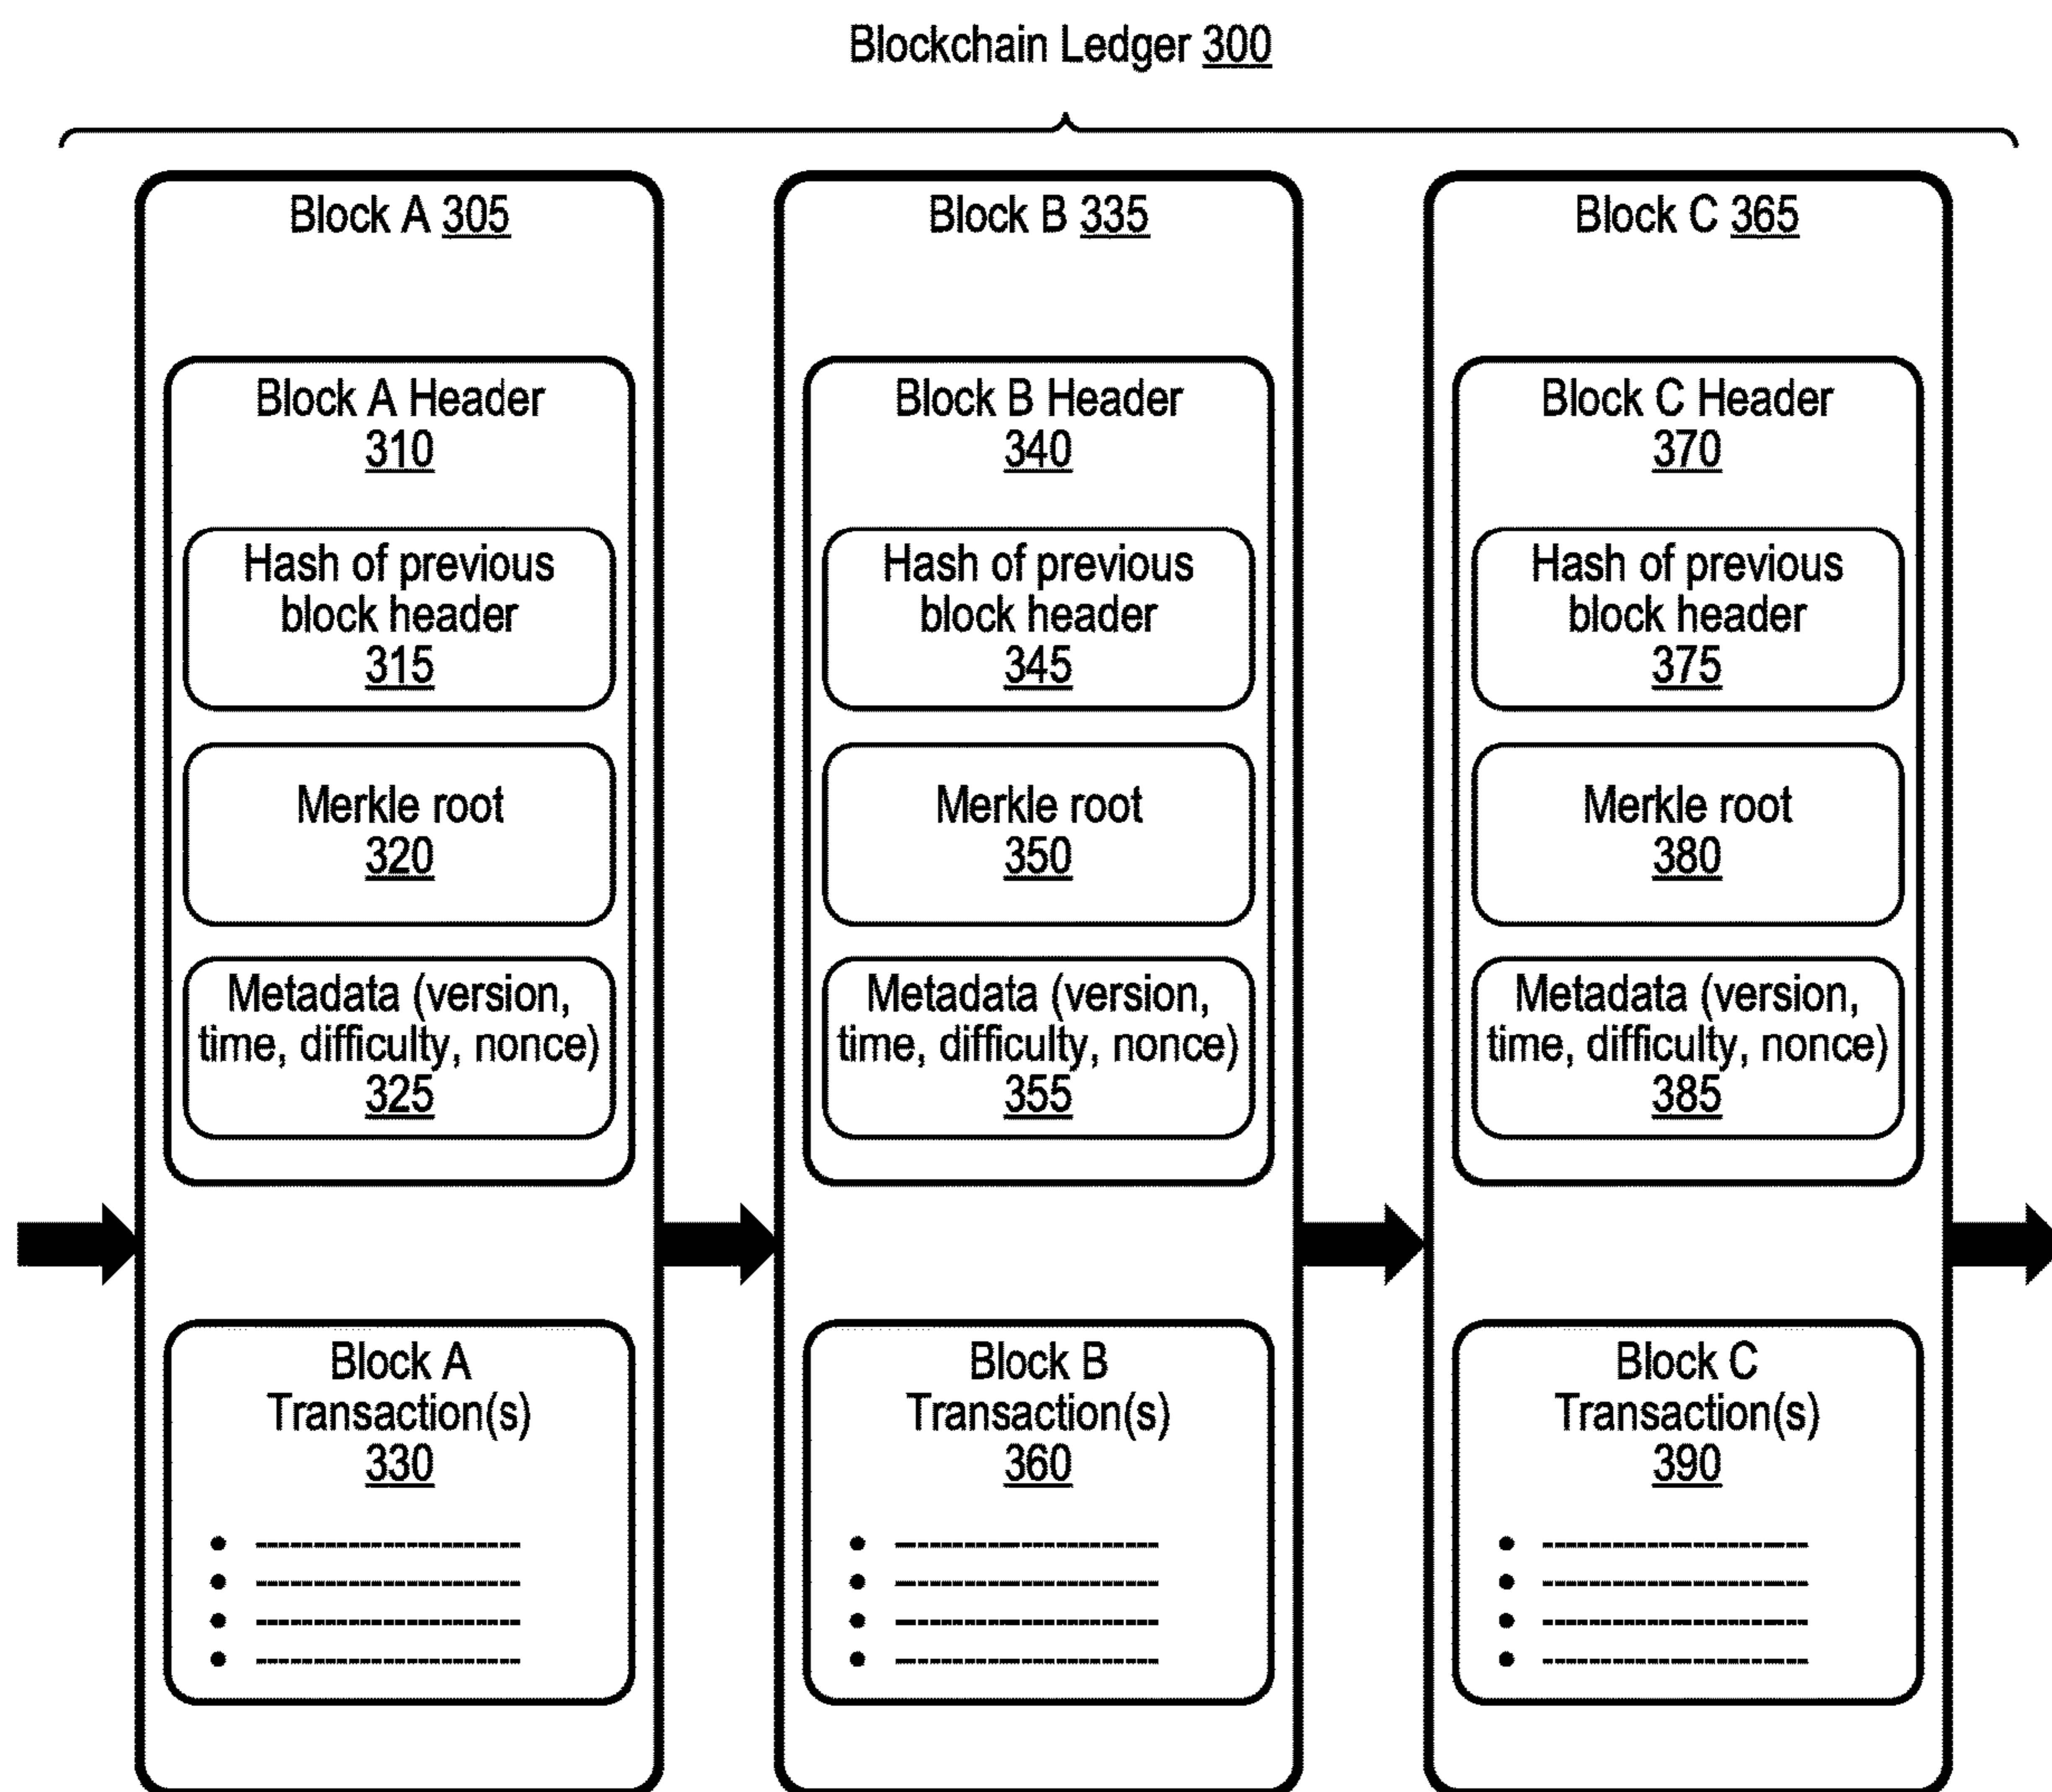 Blockchain Ledger 300
Block A 305
Block A Header
310
Hash of previous
block header
315
Merkle root
320
Metadata (version,
time, difficulty, nonce)
325
Block A
Transaction(s)
330
Block B 335
Block B Header
340
Hash of previous
block header
345
Merkle root
350
Metadata (version,
time, difficulty, nonce)
355
Block B
Transaction(s)
360
Block C 365
Block C Header
370
Hash of previous
block header
375
Merkle root
380
Metadata (version,
time, difficulty, nonce)
385
Block C
Transaction(s)
390